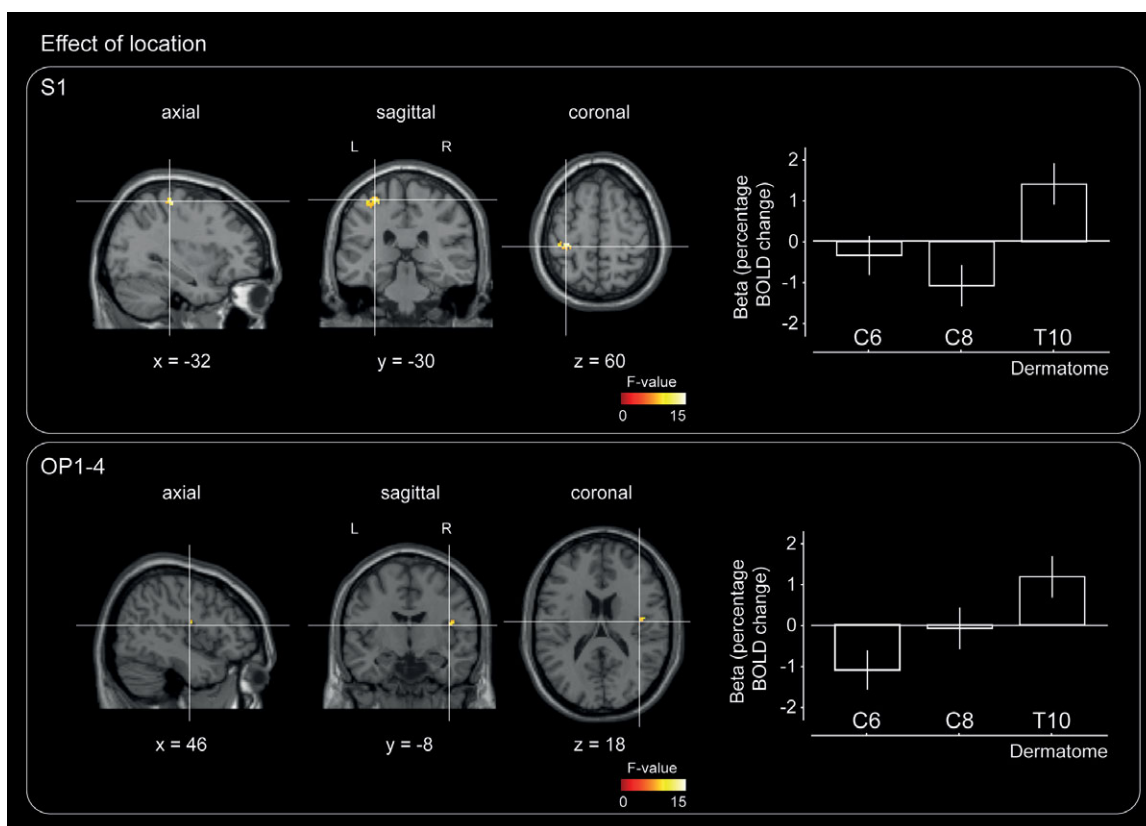 Effect of location
S1
axial
sagittal
coronal
L R
x = -32
y = -30
z = 60
F-value
0 15
Beta (percentage
BOLD change)
2
1
0
-1
-2
C6 C8 T10
Dermatome
OP1-4
axial
sagittal
coronal
L R
x = 46
y = -8
z = 18
F-value
0 15
Beta (percentage
BOLD change)
2
1
0
-1
-2
C6 C8 T10
Dermatome